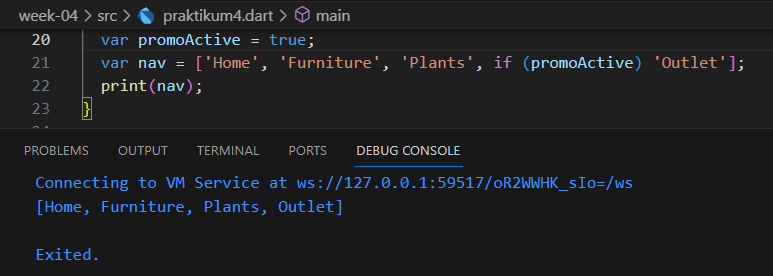 week-04 > src > praktikum4.dart > main
20 var promoActive = true;
21 var nav = ['Home', 'Furniture', 'Plants', if (promoActive) 'Outlet'];
22 print(nav);
23 }
PROBLEMS OUTPUT TERMINAL PORTS DEBUG CONSOLE
Connecting to VM Service at ws://127.0.0.1:59517/oR2WWHK_sIo=/ws
[Home, Furniture, Plants, Outlet]
Exited.